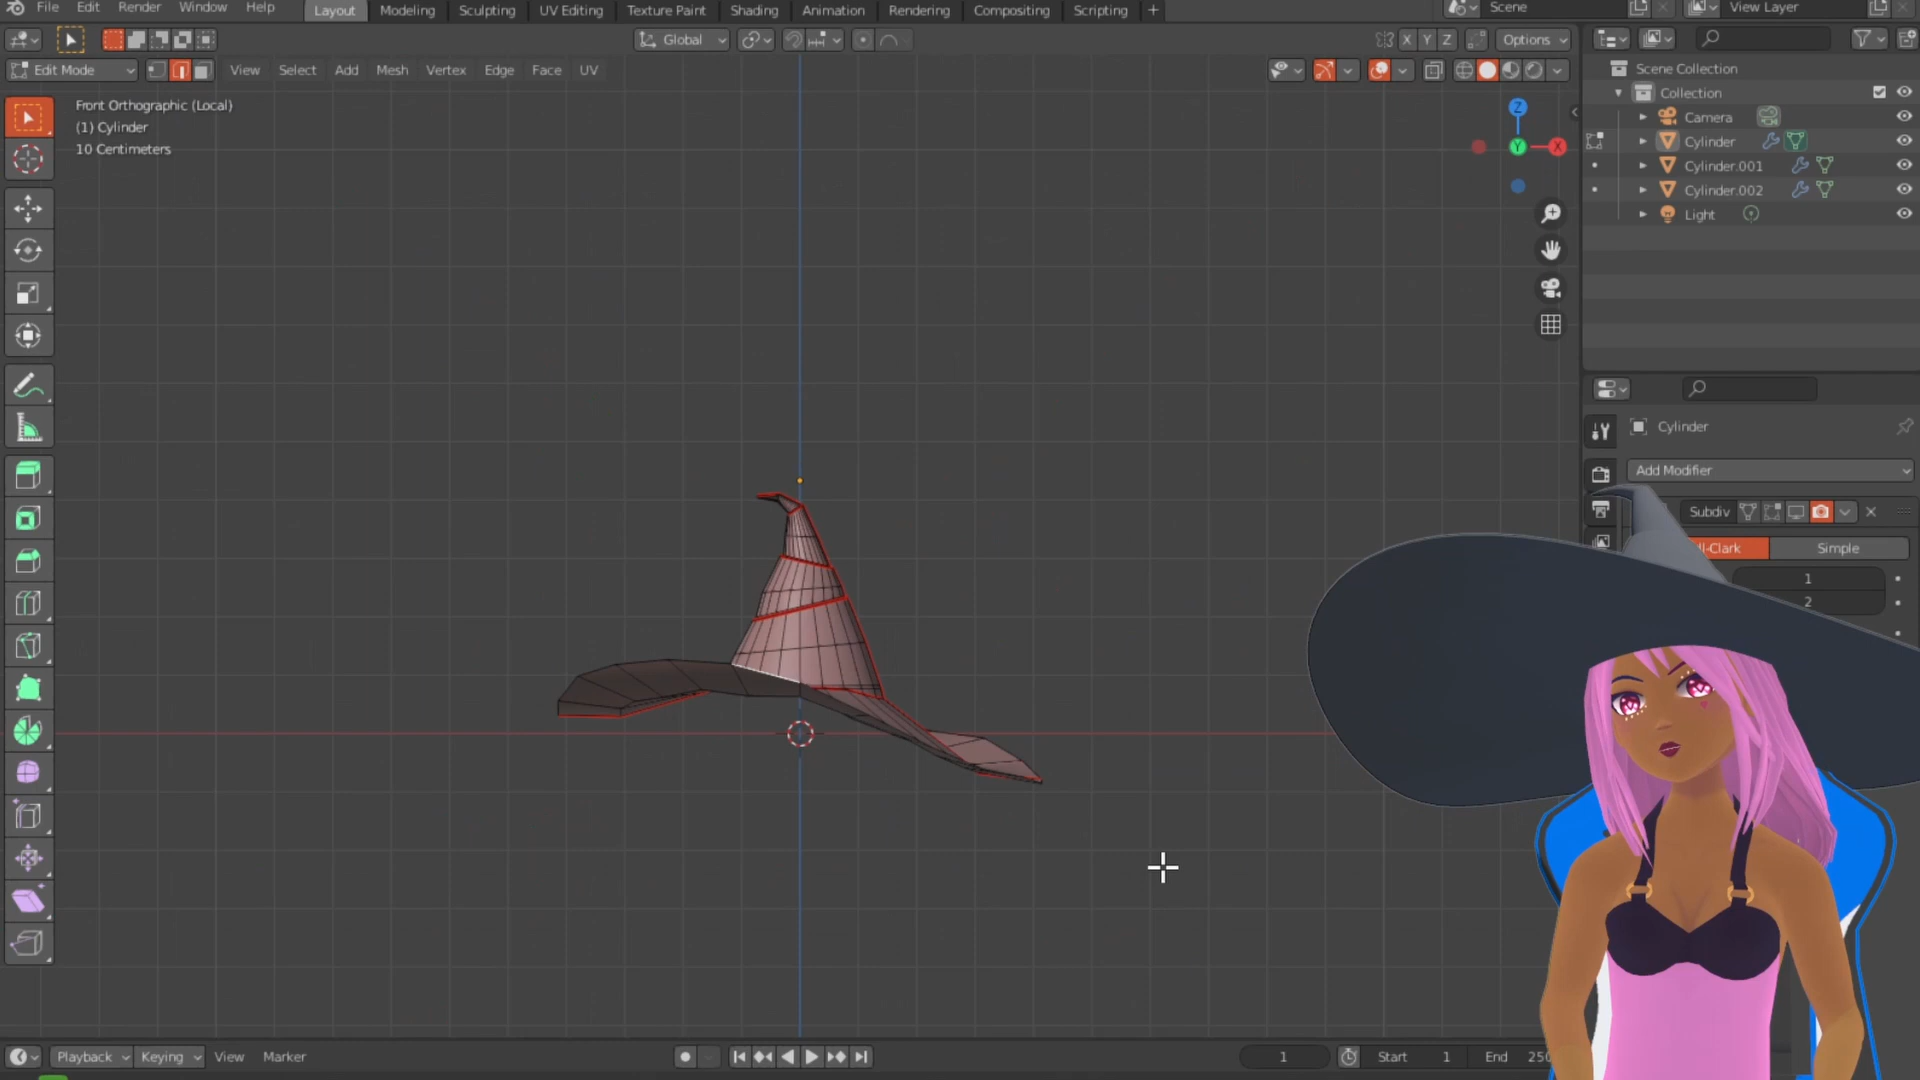 File Edit Render Window Help Layout Modeling Sculpting UV Editing Texture Paint Shading Animation Rendering Compositing Scripting + Scene View Layer
Global X Y Z Options
Edit Mode View Select Add Mesh Vertex Edge Face UV
Front Orthographic (Local)
(1) Cylinder
10 Centimeters
Z
Y
X
Scene Collection
Collection
Camera
Cylinder
Cylinder.001
Cylinder.002
Light
Cylinder
Add Modifier
Subdiv
ll-Clark Simple
1
2
Playback Keying View Marker 1 Start 1 End 250